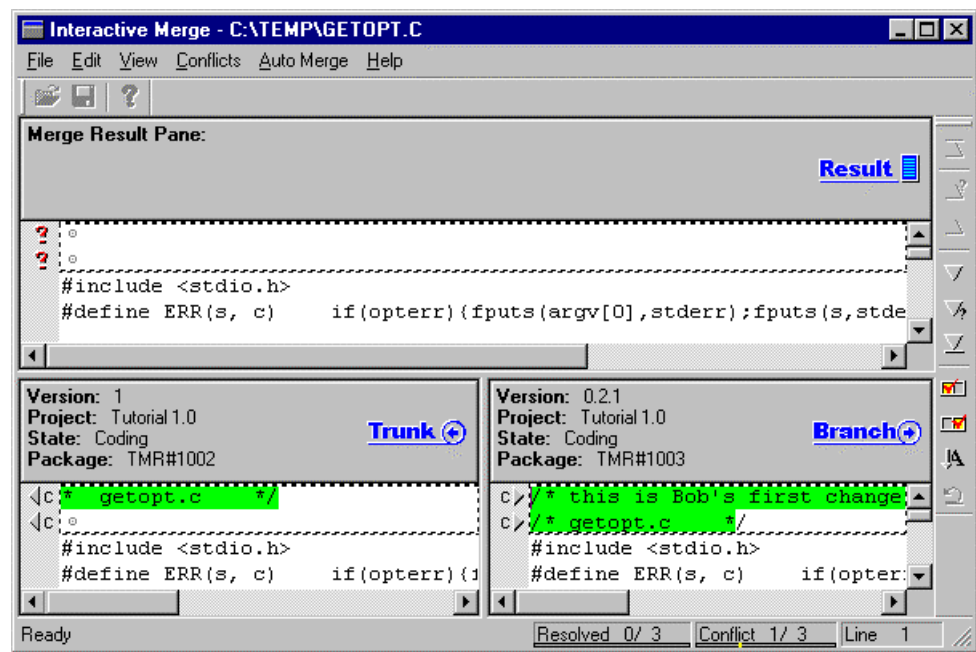 Interactive Merge - C:\TEMP\GETOPT.C
File Edit View Conflicts Auto Merge Help
Merge Result Pane:
Result
#include <stdio.h>
#define ERR(s, c) if(opterr){fputs(argv[0],stderr);fputs(s,stde
Version: 1
Project: Tutorial 1.0
State: Coding
Package: TMR#1002
Trunk
C * getopt.c */
C
#include <stdio.h>
#define ERR(s, c) if(opterr){
Version: 0.2.1
Project: Tutorial 1.0
State: Coding
Package: TMR#1003
Branch
C /* this is Bob's first change
C /* getopt.c */
#include <stdio.h>
#define ERR(s, c) if(opter
Ready
Resolved 0/ 3
Conflict 1/ 3
Line 1